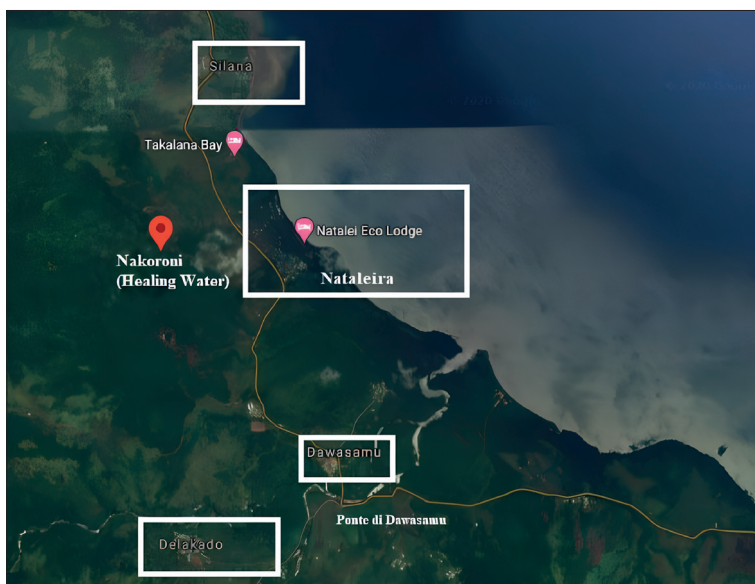 Silana
Takalana Bay
Natalei Eco Lodge
Nakoroni
(Healing Water)
Nataleira
Dawasamu
Ponte di Dawasamu
Delakado